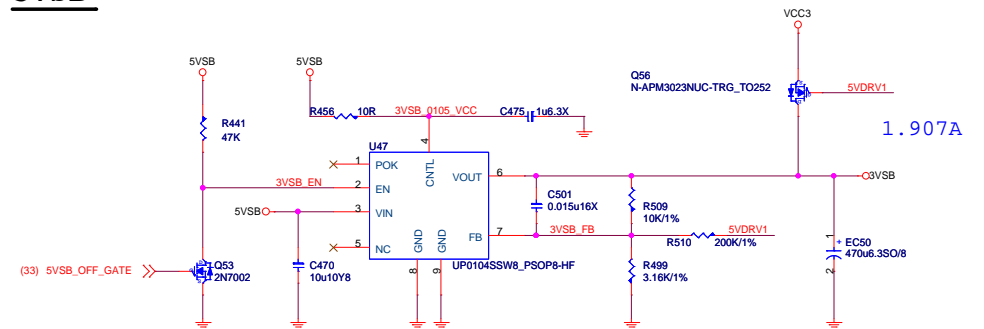 VCC3
5VSB
5VSB
Q56
N-APM3023NUC-TRG_TO252
5VDRV1
R456
10R
3VSB_0105_VCC
C475
1u6.3X
R441
47K
1.907A
4
U47
1
POK
CNTL
VOUT
6
3VSB
3VSB_EN
2
EN
C501
0.015u16X
R509
10K/1%
5VSB
3
VIN
FB
7
3VSB_FB
5VDRV1
R510
200K/1%
5
NC
GND
GND
1
+
EC50
470u6.3SO/8
2
(33)
5VSB_OFF_GATE
Q53
2N7002
C470
10u10Y8
8
9
UP0104SSW8_PSOP8-HF
R499
3.16K/1%